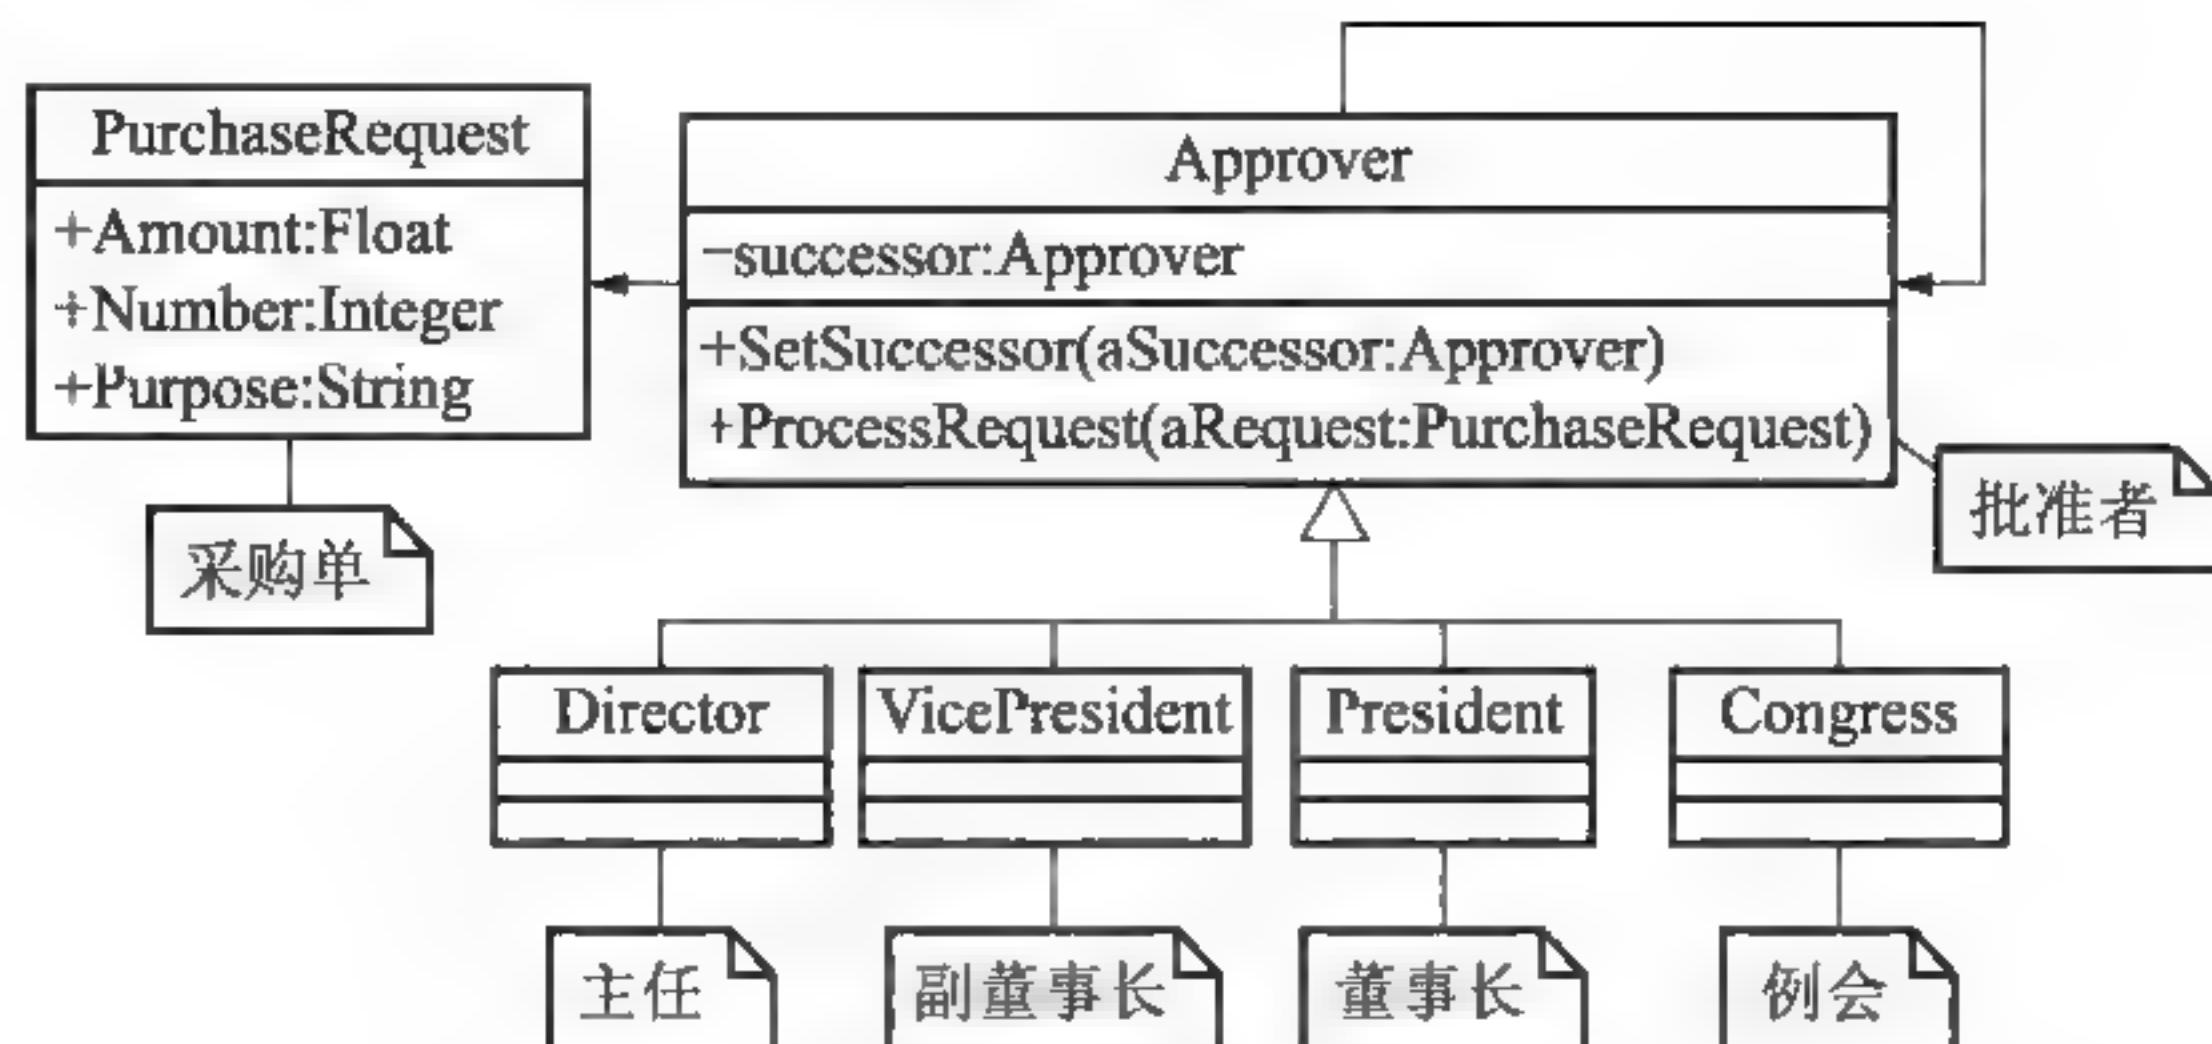 PurchaseRequest
+Amount:Float
+Number:Integer
+Purpose:String
采购单
Approver
−successor:Approver
+SetSuccessor(aSuccessor:Approver)
+ProcessRequest(aRequest:PurchaseRequest)
批准者
Director
VicePresident
President
Congress
主任
副董事长
董事长
例会